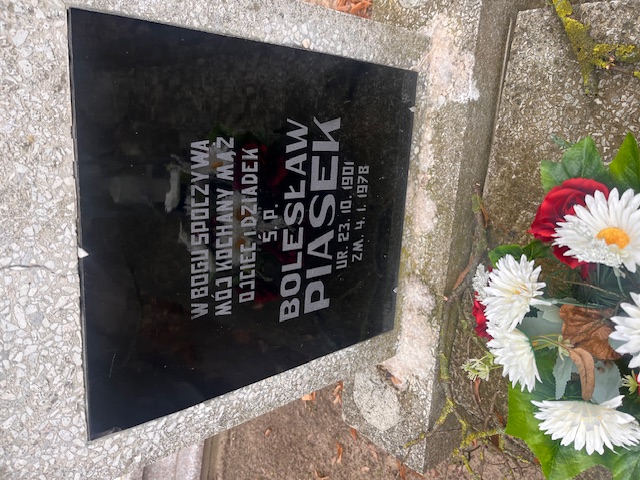 W BOGU SPOCZYWA
MÓJ KOCHANY MĄŻ
OJCIEC I DZIADEK
Ś. P.
BOLESŁAW
PIASEK
UR. 23. 10. 1901
ZM. 4. 1. 1978